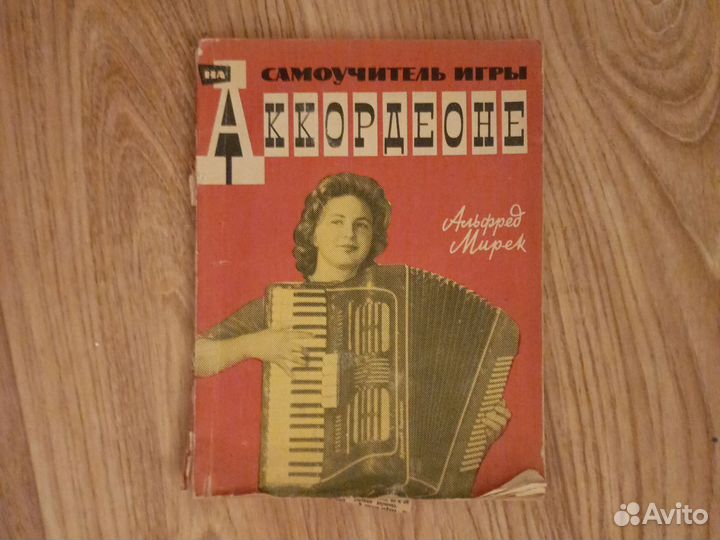 САМОУЧИТЕЛЬ ИГРЫ
НА
АККОРДЕОНЕ
Альфред
Мирек
Avito